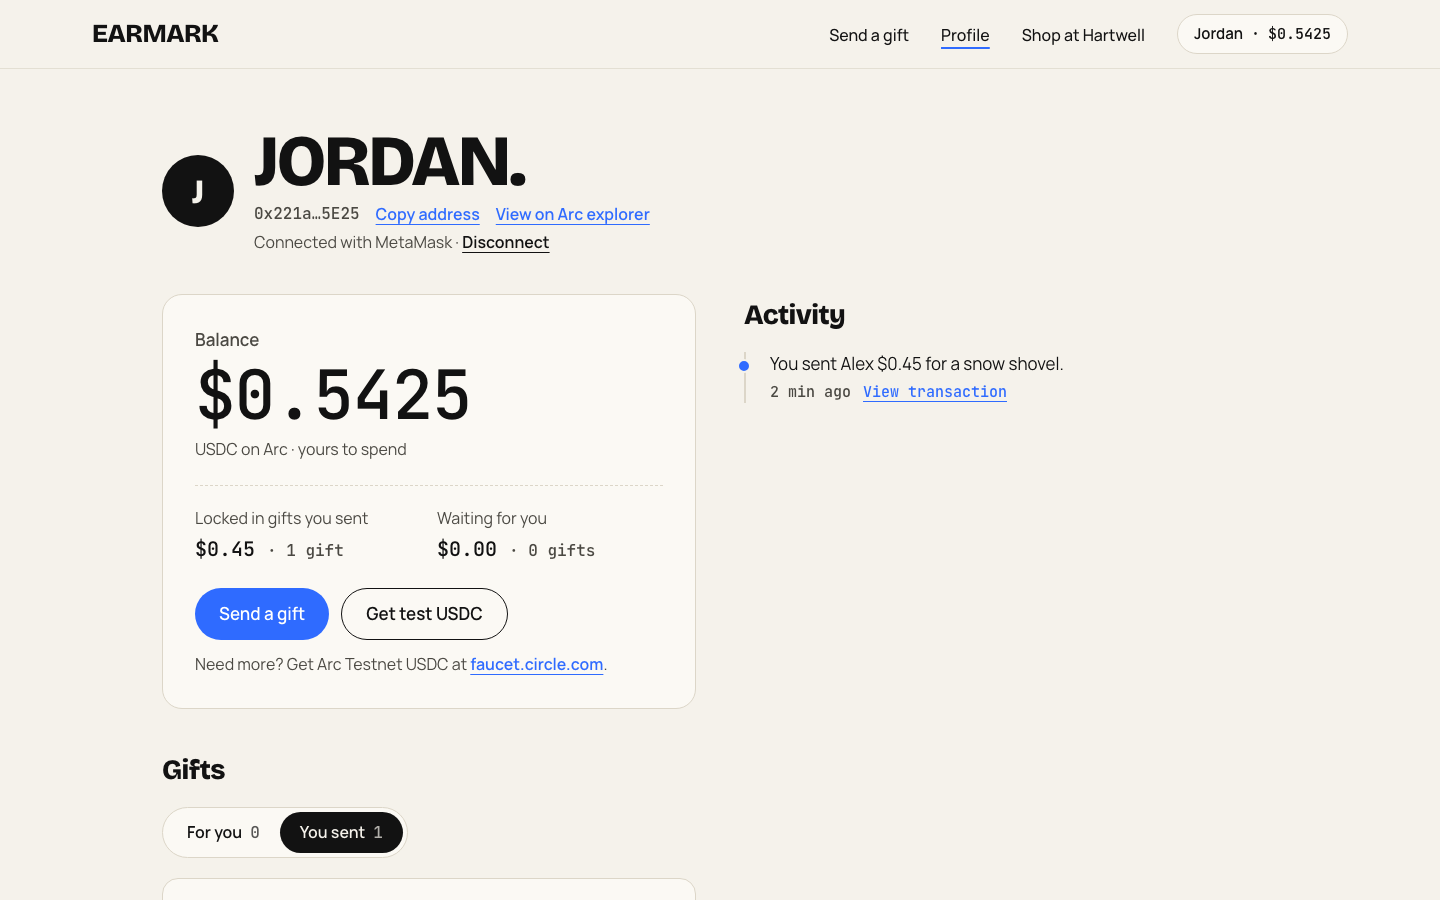 EARMARK
Send a gift
Profile
Shop at Hartwell
Jordan · $0.5425
J
JORDAN.
0x221a…5E25 Copy address View on Arc explorer
Connected with MetaMask · Disconnect
Balance
$0.5425
USDC on Arc · yours to spend
Locked in gifts you sent
$0.45 · 1 gift
Waiting for you
$0.00 · 0 gifts
Send a gift
Get test USDC
Need more? Get Arc Testnet USDC at faucet.circle.com.
Activity
You sent Alex $0.45 for a snow shovel.
2 min ago View transaction
Gifts
For you 0
You sent 1